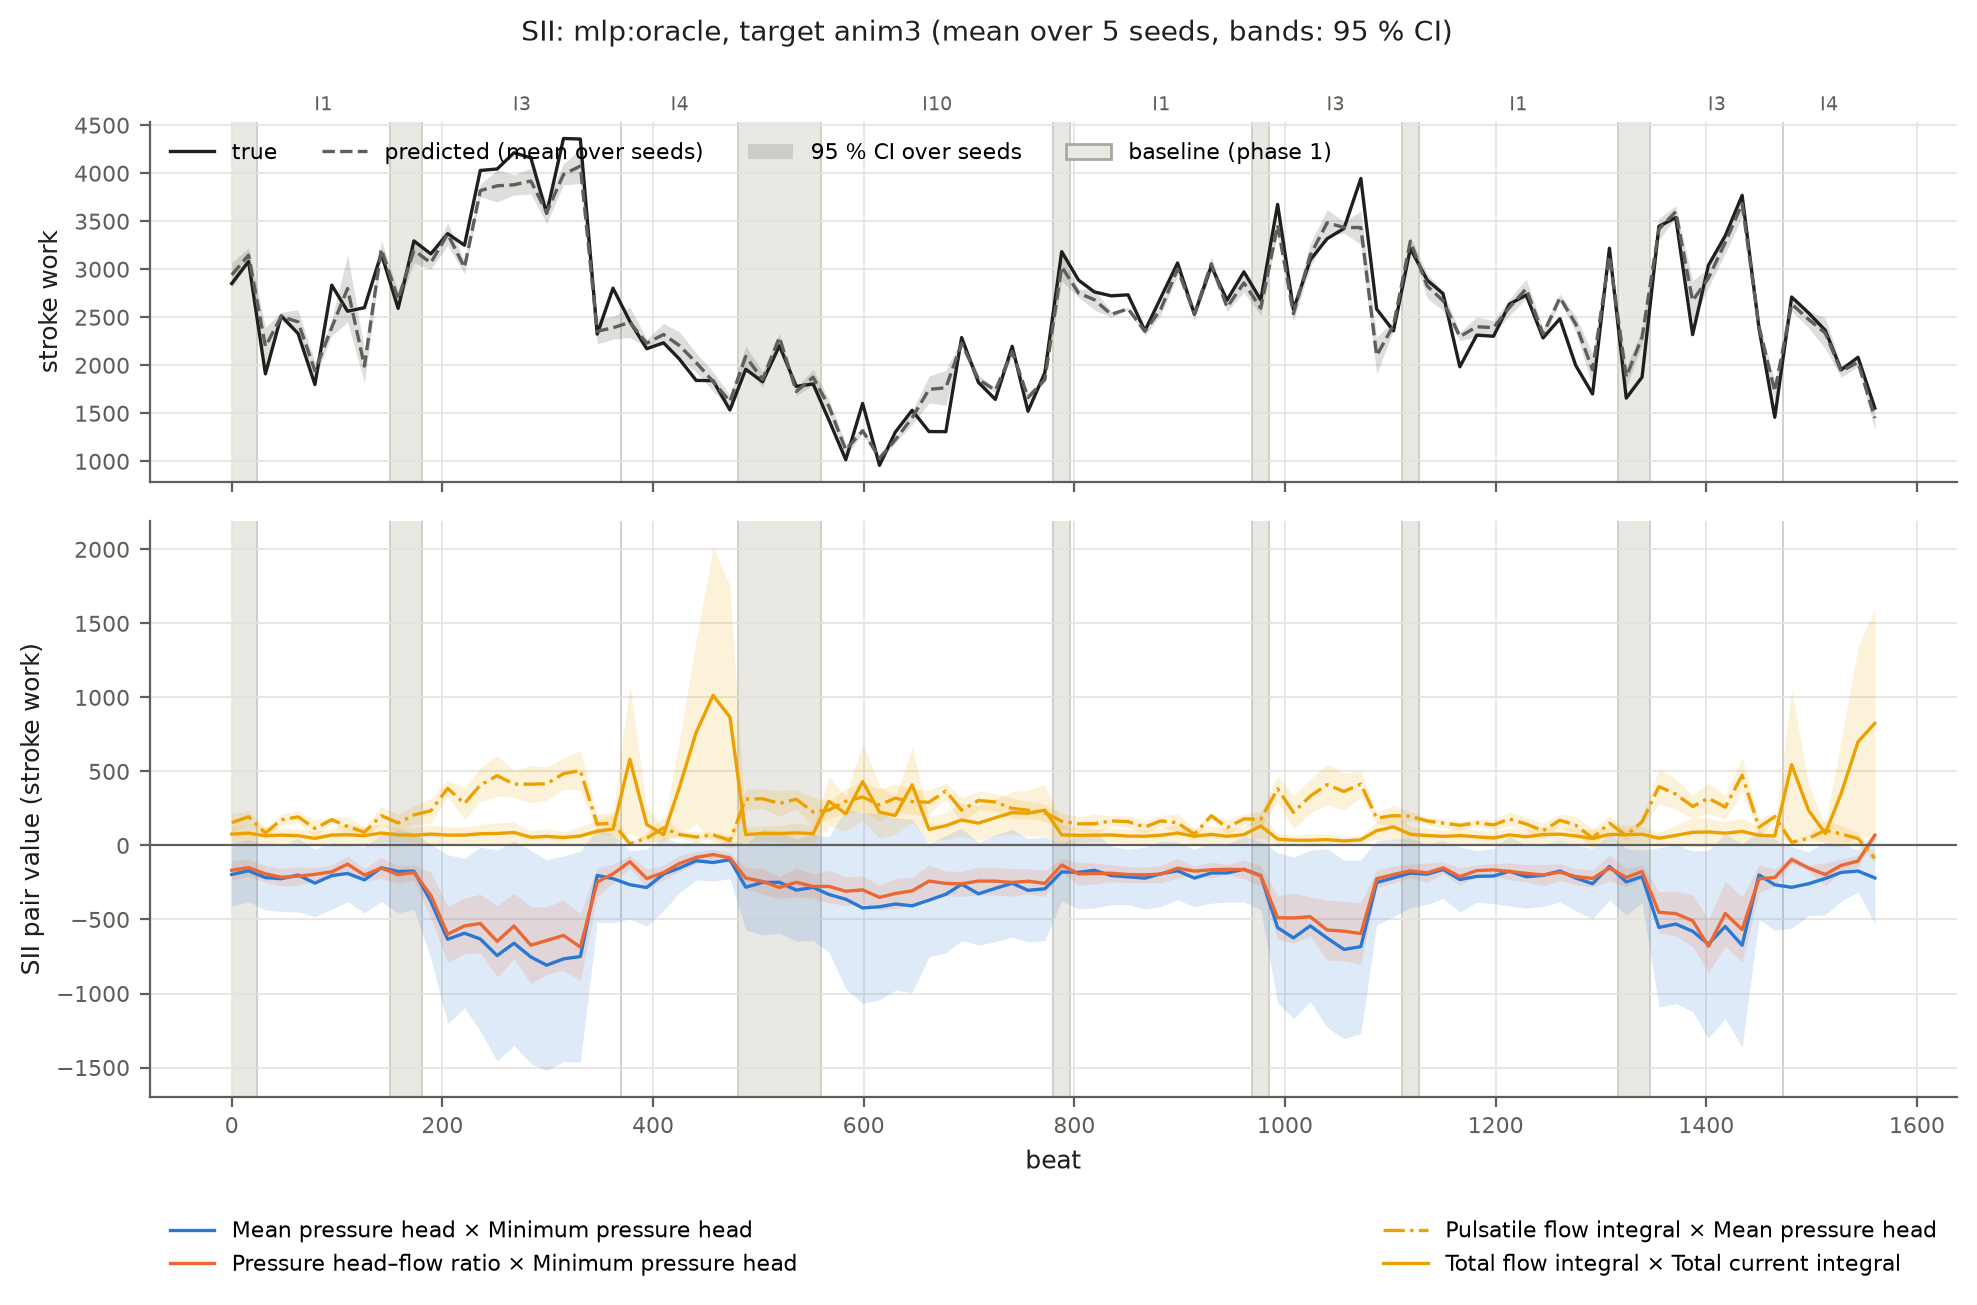 SII: mlp:oracle, target anim3 (mean over 5 seeds, bands: 95 % CI)
I1 I3 I4 I10 I1 I3 I1 I3 I4
true predicted (mean over seeds) 95 % CI over seeds baseline (phase 1)
stroke work
4500
4000
3500
3000
2500
2000
1500
1000
SII pair value (stroke work)
2000
1500
1000
500
0
−500
−1000
−1500
0 200 400 600 800 1000 1200 1400 1600
beat
Mean pressure head × Minimum pressure head
Pressure head–flow ratio × Minimum pressure head
Pulsatile flow integral × Mean pressure head
Total flow integral × Total current integral